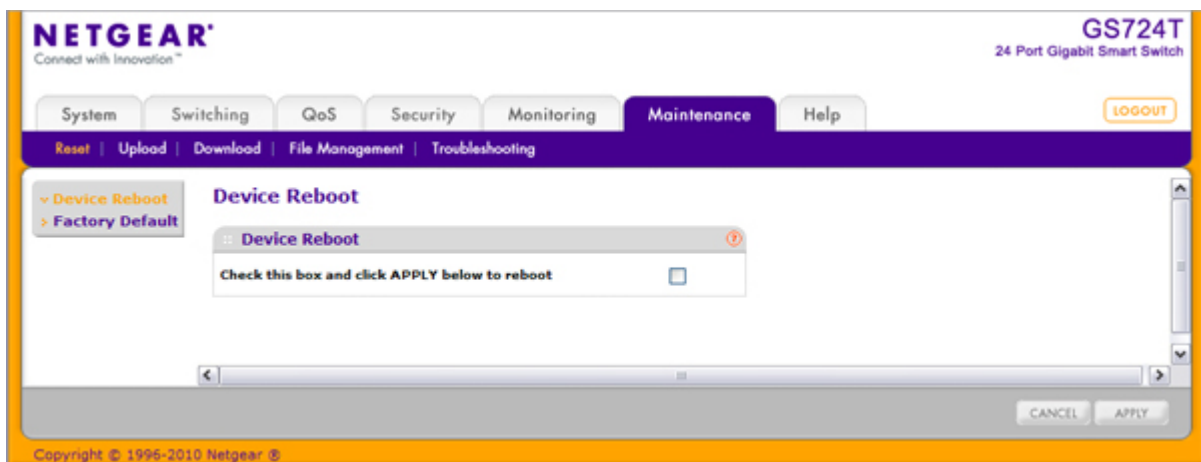 NETGEAR®
Connect with Innovation™
GS724T
24 Port Gigabit Smart Switch
System Switching QoS Security Monitoring Maintenance Help LOGOUT
Reset | Upload | Download | File Management | Troubleshooting
Device Reboot
Factory Default
Device Reboot
Device Reboot ?
Check this box and click APPLY below to reboot
CANCEL APPLY
Copyright © 1996-2010 Netgear ®